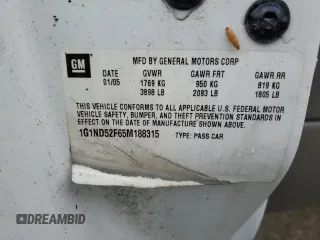 GM
MFD BY GENERAL MOTORS CORP
DATE GVWR GAWR FRT GAWR RR
01/05 1769 KG 950 KG 819 KG
3898 LB 2093 LB 1805 LB
THIS VEHICLE CONFORMS TO ALL APPLICABLE U.S. FEDERAL MOTOR
VEHICLE SAFETY, BUMPER, AND THEFT PREVENTION STANDARDS IN
EFFECT ON THE DATE OF MANUFACTURE SHOWN ABOVE.
1G1ND52F65M188315 TYPE: PASS CAR
DREAMBID